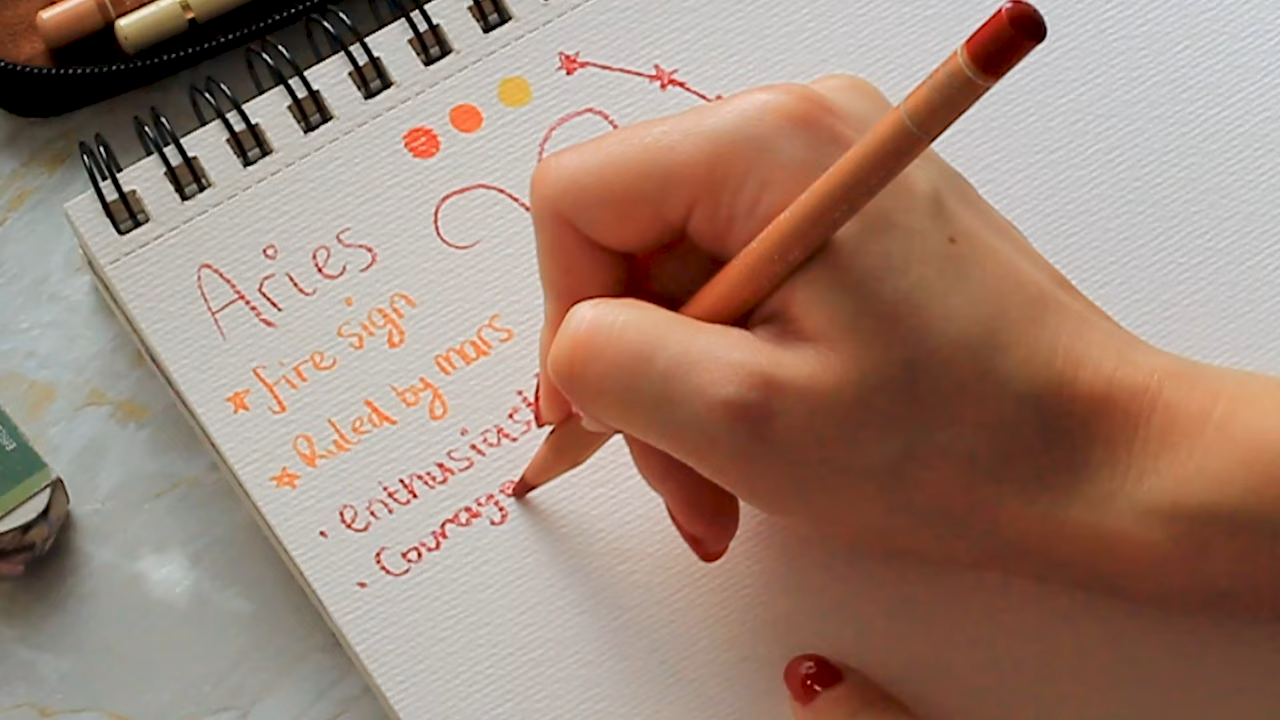 Aries
fire sign
Ruled by mars
enthusiast
Courage